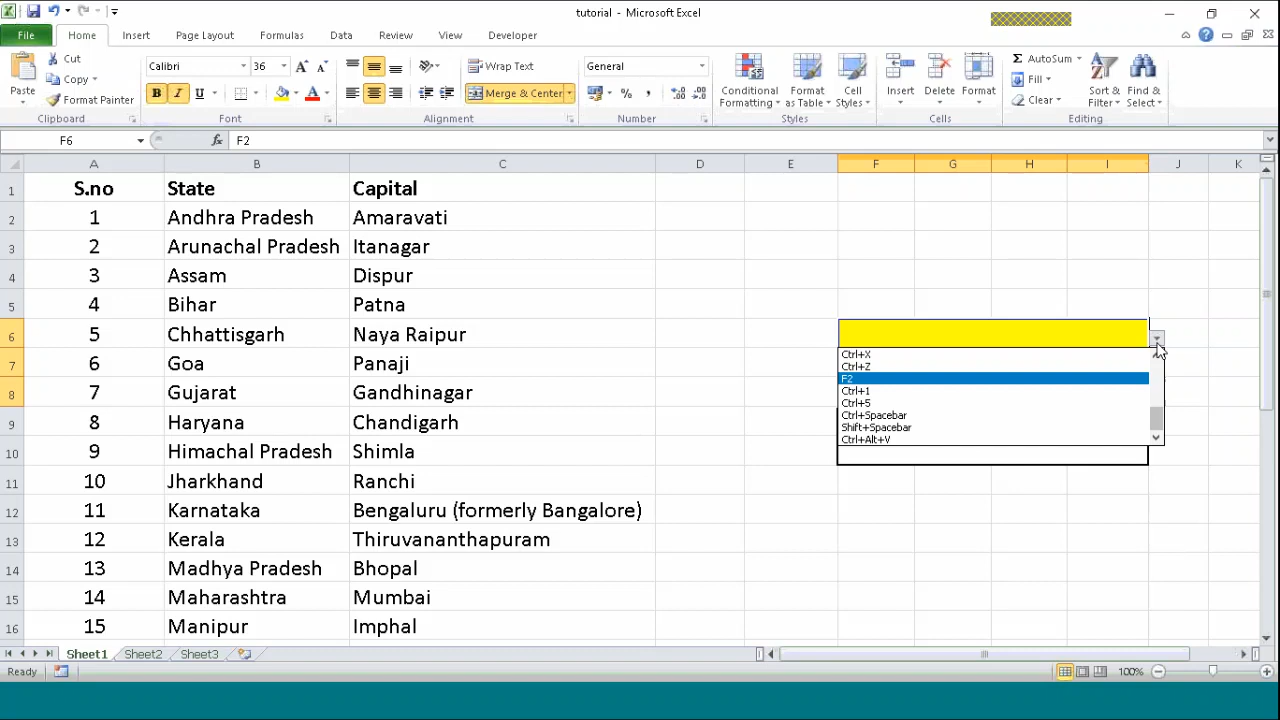 tutorial - Microsoft Excel
File Home Insert Page Layout Formulas Data Review View Developer
Cut
Copy
Format Painter
Paste
Clipboard
Calibri 36
B I U
Font
Wrap Text
Merge & Center
Alignment
General
%
Number
Conditional Formatting
Format as Table
Cell Styles
Styles
Insert Delete Format
Cells
AutoSum
Fill
Clear
Sort & Filter
Find & Select
Editing
F6 fx F2
A B C D E F G H I J K
1 S.no State Capital
2 1 Andhra Pradesh Amaravati
3 2 Arunachal Pradesh Itanagar
4 3 Assam Dispur
5 4 Bihar Patna
6 5 Chhattisgarh Naya Raipur
7 6 Goa Panaji
8 7 Gujarat Gandhinagar
9 8 Haryana Chandigarh
10 9 Himachal Pradesh Shimla
11 10 Jharkhand Ranchi
12 11 Karnataka Bengaluru (formerly Bangalore)
13 12 Kerala Thiruvananthapuram
14 13 Madhya Pradesh Bhopal
15 14 Maharashtra Mumbai
16 15 Manipur Imphal
Ctrl+X
Ctrl+Z
F2
Ctrl+1
Ctrl+5
Ctrl+Spacebar
Shift+Spacebar
Ctrl+Alt+V
Sheet1 Sheet2 Sheet3
Ready 100%